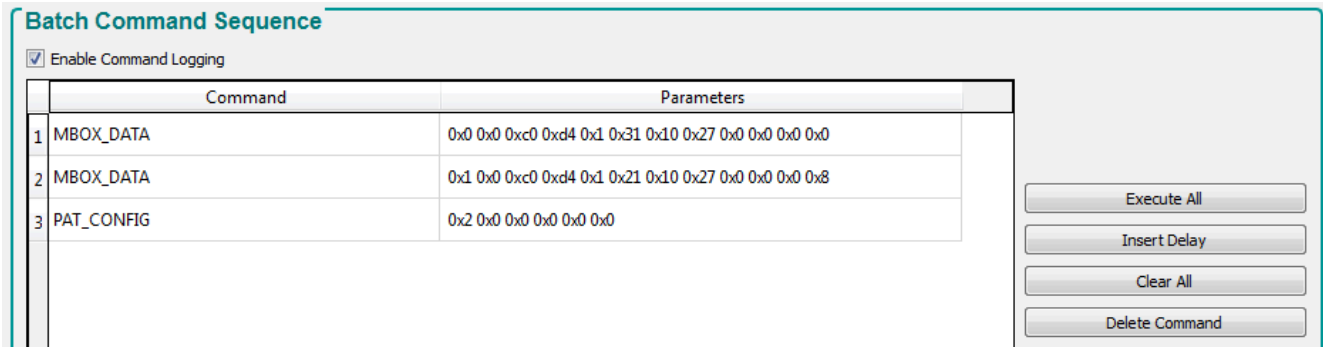 Batch Command Sequence
Enable Command Logging
Command Parameters
1 MBOX_DATA 0x0 0x0 0xc0 0xd4 0x1 0x31 0x10 0x27 0x0 0x0 0x0 0x0
2 MBOX_DATA 0x1 0x0 0xc0 0xd4 0x1 0x21 0x10 0x27 0x0 0x0 0x0 0x8
3 PAT_CONFIG 0x2 0x0 0x0 0x0 0x0 0x0
Execute All
Insert Delay
Clear All
Delete Command